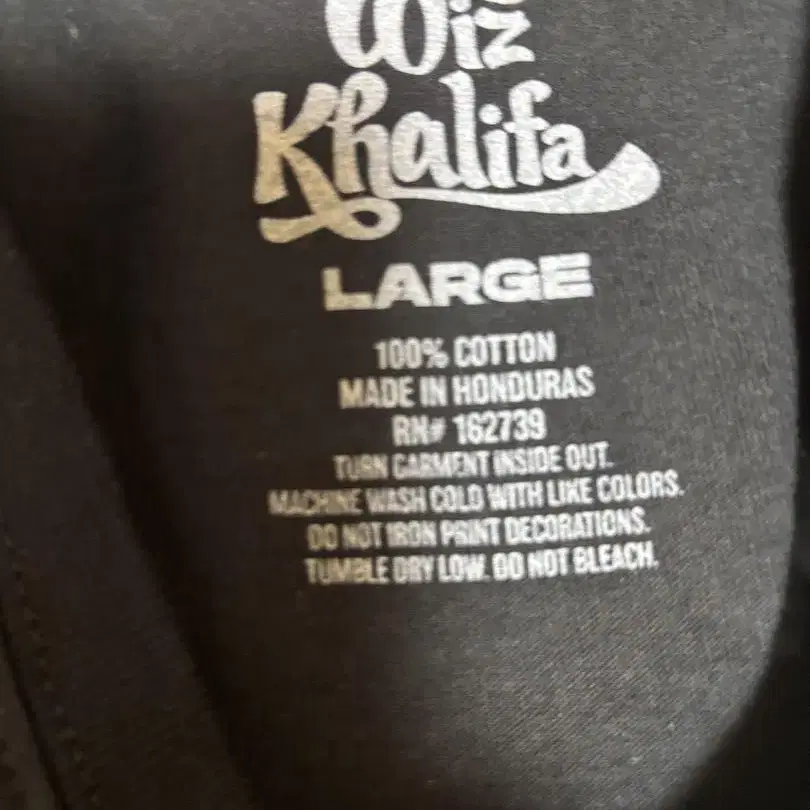 Wiz
Khalifa
LARGE
100% COTTON
MADE IN HONDURAS
RN# 162739
TURN GARMENT INSIDE OUT.
MACHINE WASH COLD WITH LIKE COLORS.
DO NOT IRON PRINT DECORATIONS.
TUMBLE DRY LOW. DO NOT BLEACH.